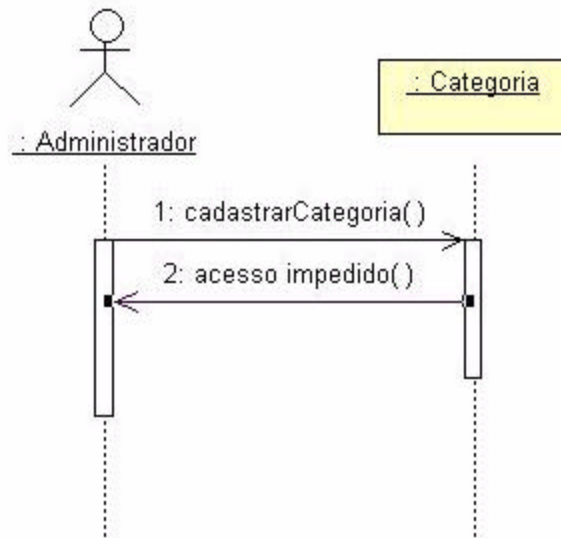 : Administrador
: Categoria
1: cadastrarCategoria( )
2: acesso impedido( )